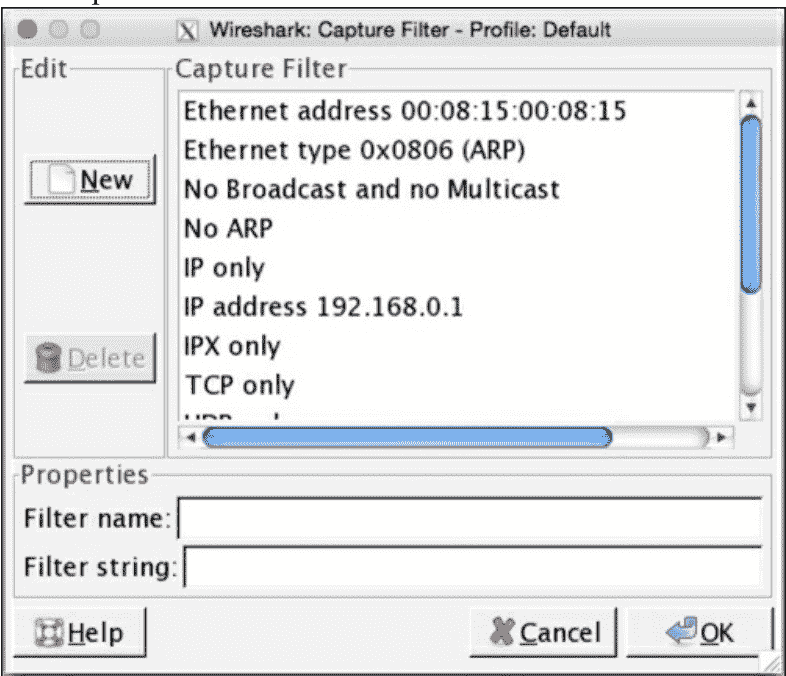 Wireshark: Capture Filter - Profile: Default
Edit
Capture Filter
Ethernet address 00:08:15:00:08:15
Ethernet type 0x0806 (ARP)
New
No Broadcast and no Multicast
No ARP
IP only
IP address 192.168.0.1
IPX only
Delete
TCP only
Properties
Filter name:
Filter string:
Help
Cancel
OK